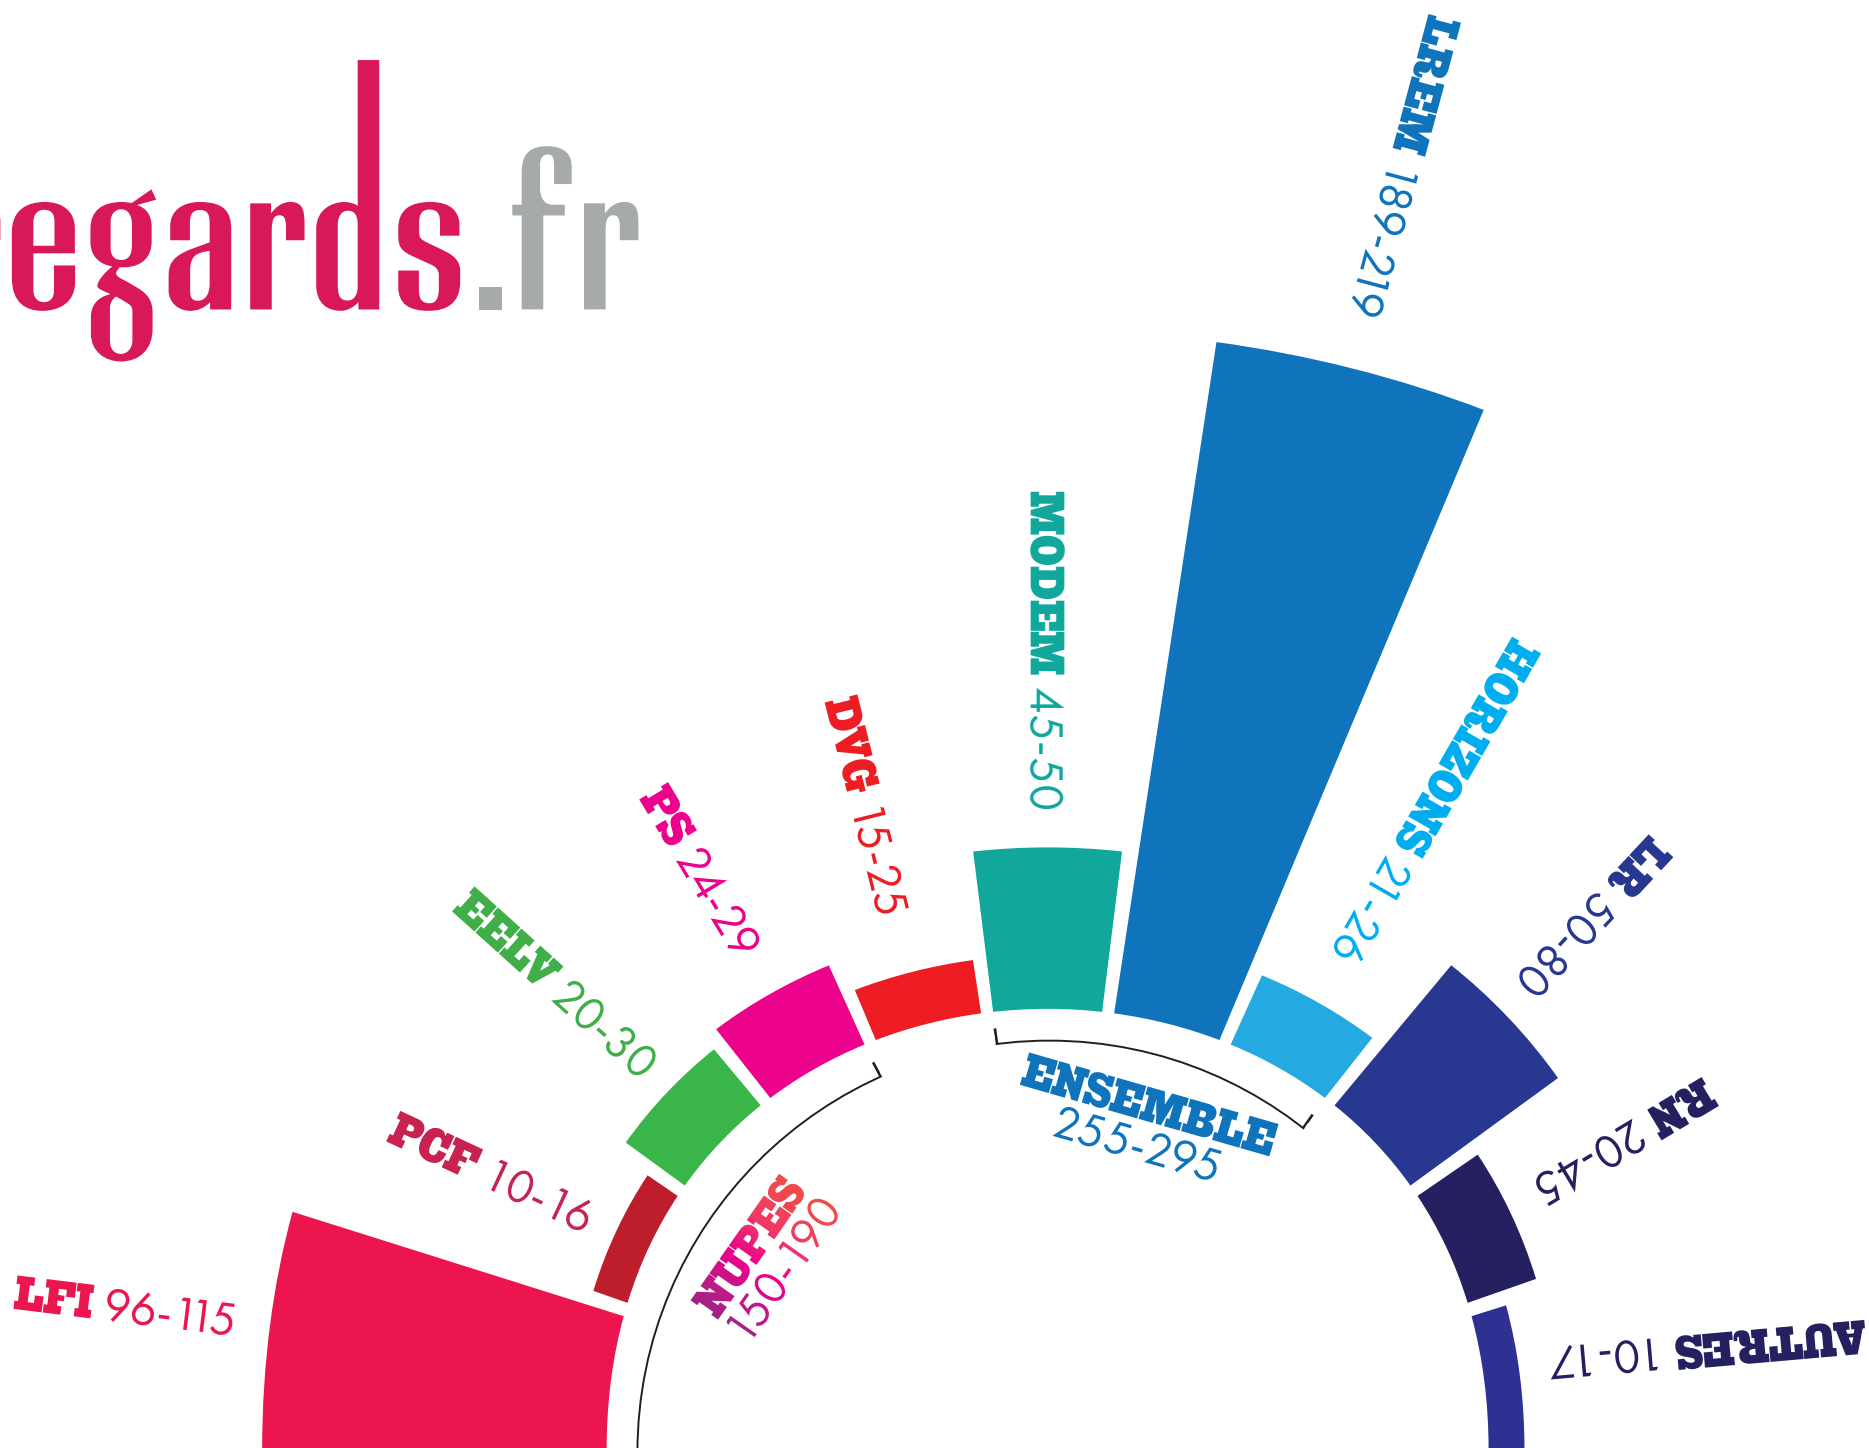 regards.fr
LFI 96-115
PCF 10-16
EELV 20-30
PS 24-29
DVG 15-25
MODEM 45-50
LREM 189-219
HORIZONS 21-26
LR 50-80
RN 20-45
AUTRES 10-17
NUPES
150-190
ENSEMBLE
255-295